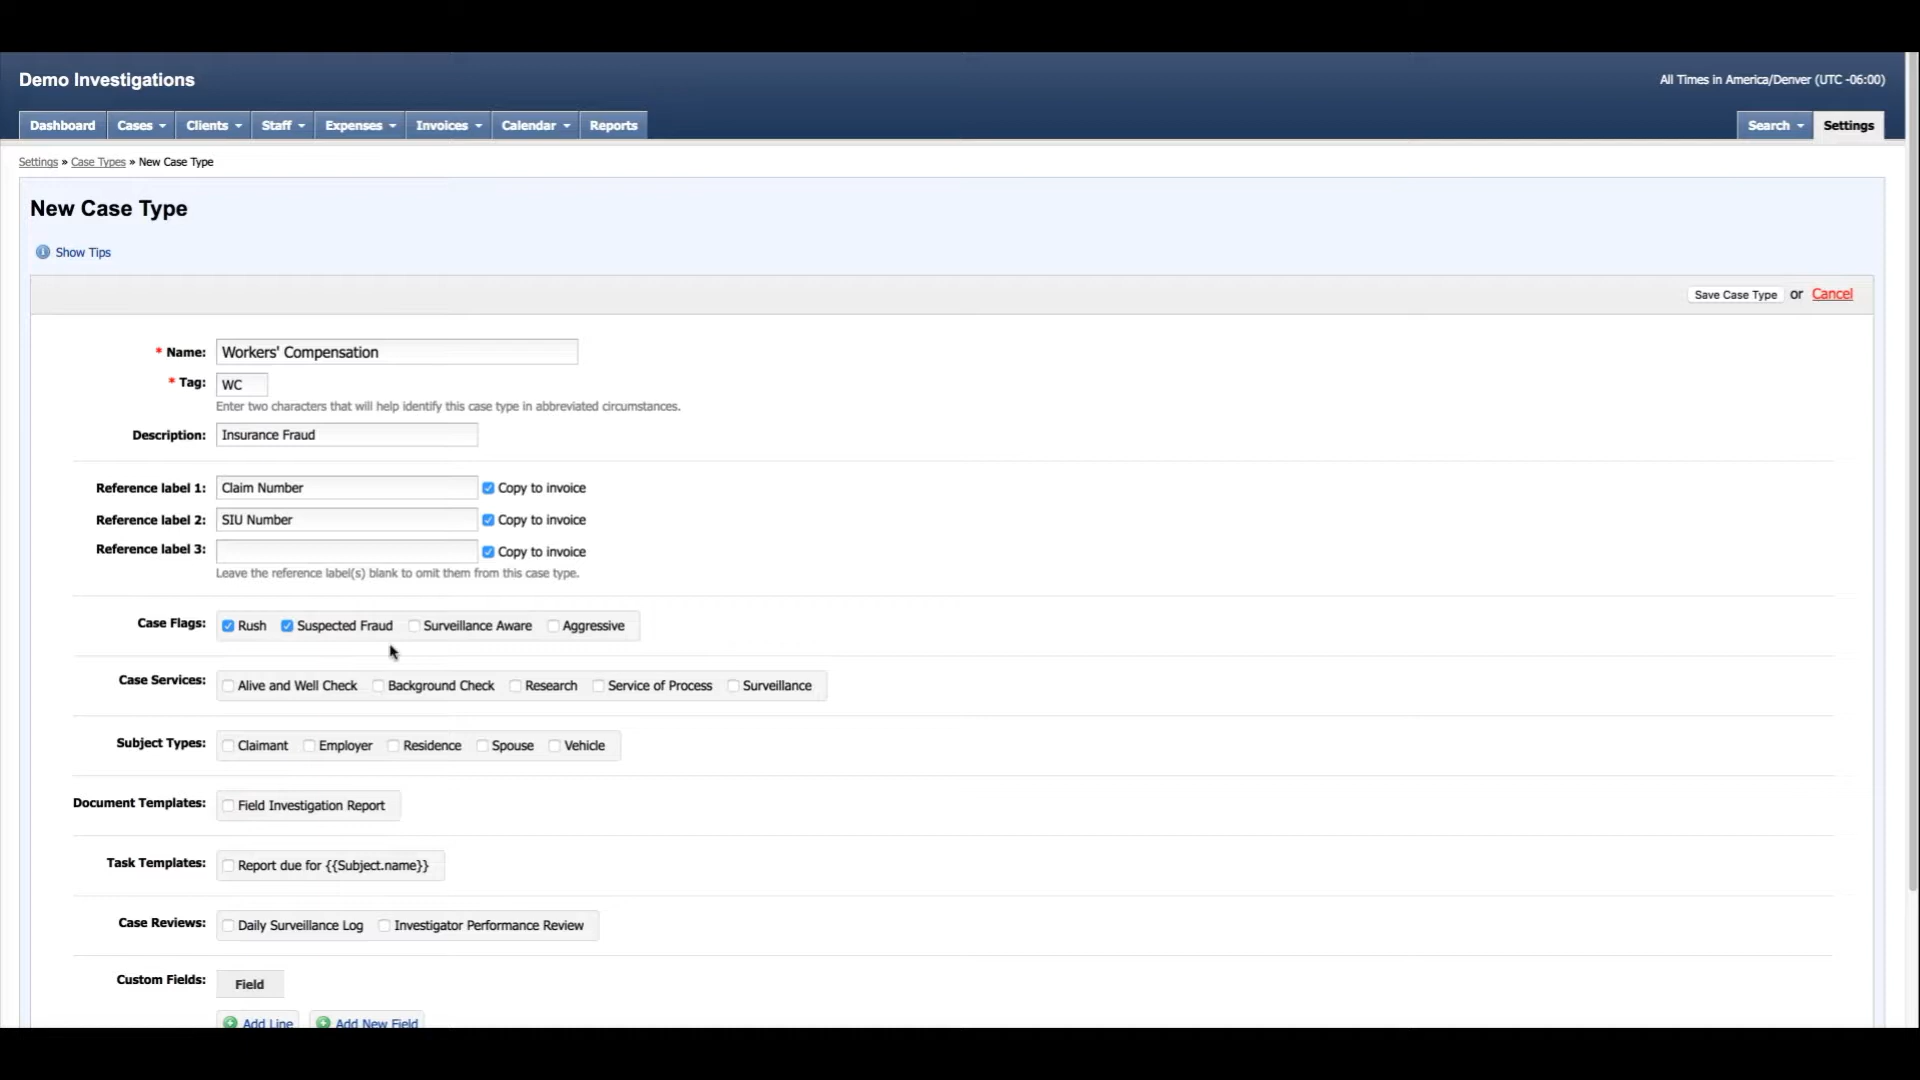 Demo Investigations
All Times in America/Denver (UTC -06:00)
Dashboard Cases Clients Staff Expenses Invoices Calendar Reports Search Settings
Settings » Case Types » New Case Type
New Case Type
Show Tips
Save Case Type or Cancel
* Name: Workers' Compensation
* Tag: WC
Enter two characters that will help identify this case type in abbreviated circumstances.
Description: Insurance Fraud
Reference label 1: Claim Number Copy to invoice
Reference label 2: SIU Number Copy to invoice
Reference label 3: Copy to invoice
Leave the reference label(s) blank to omit them from this case type.
Case Flags: Rush Suspected Fraud Surveillance Aware Aggressive
Case Services: Alive and Well Check Background Check Research Service of Process Surveillance
Subject Types: Claimant Employer Residence Spouse Vehicle
Document Templates: Field Investigation Report
Task Templates: Report due for {{Subject.name}}
Case Reviews: Daily Surveillance Log Investigator Performance Review
Custom Fields: Field
Add Line Add New Field